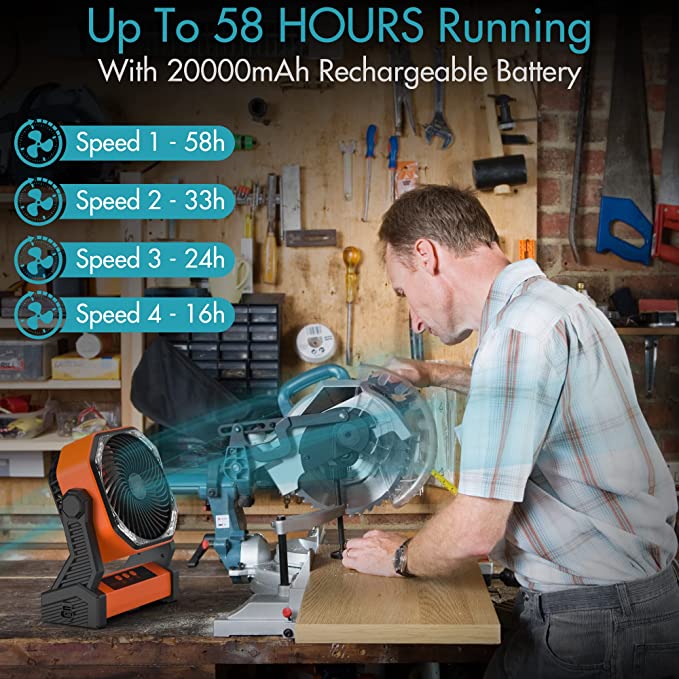 Up To 58 HOURS Running
With 20000mAh Rechargeable Battery
Speed 1 - 58h
Speed 2 - 33h
Speed 3 - 24h
Speed 4 - 16h